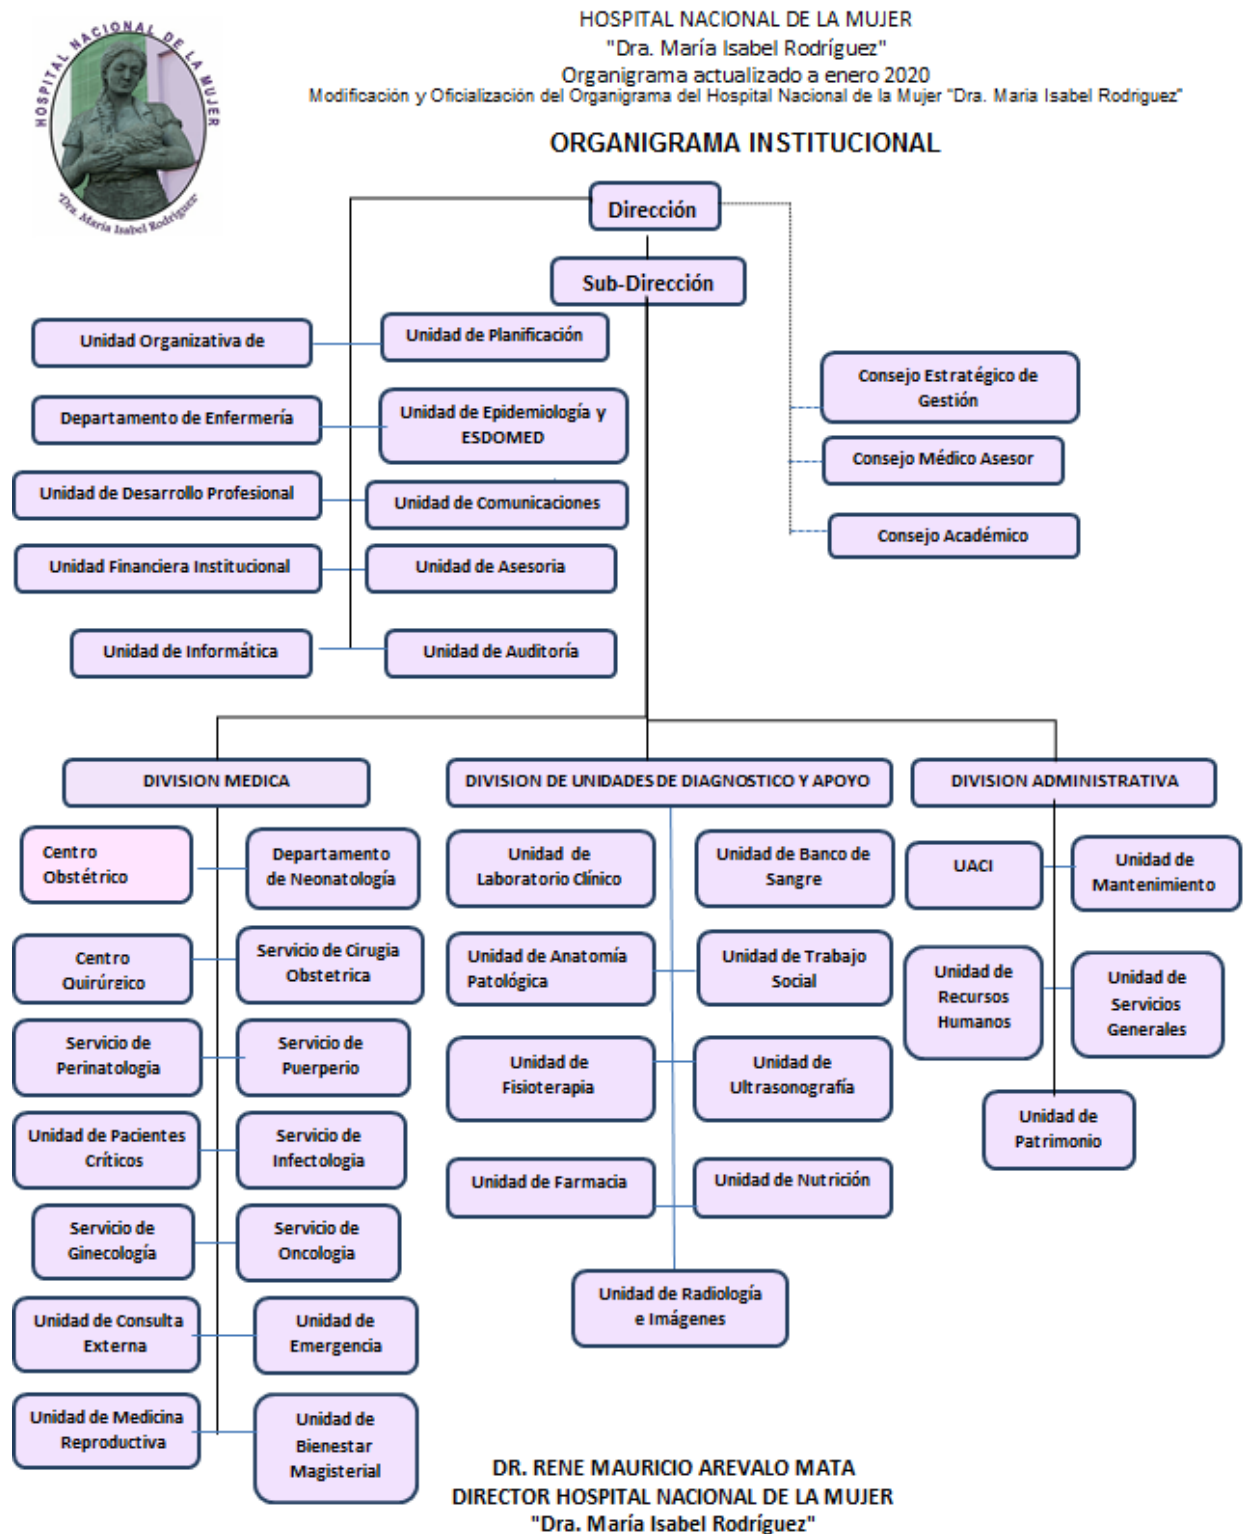 HOSPITAL NACIONAL DE LA MUJER
"Dra. María Isabel Rodríguez"
HOSPITAL NACIONAL DE LA MUJER
"Dra. María Isabel Rodríguez"
Organigrama actualizado a enero 2020
Modificación y Oficialización del Organigrama del Hospital Nacional de la Mujer "Dra. Maria Isabel Rodriguez"
ORGANIGRAMA INSTITUCIONAL
Dirección
Sub-Dirección
Unidad Organizativa de
Unidad de Planificación
Departamento de Enfermería
Unidad de Epidemiología y
ESDOMED
Unidad de Desarrollo Profesional
Unidad de Comunicaciones
Unidad Financiera Institucional
Unidad de Asesoria
Unidad de Informática
Unidad de Auditoría
Consejo Estratégico de
Gestión
Consejo Médico Asesor
Consejo Académico
DIVISION MEDICA
Centro
Obstétrico
Departamento
de Neonatología
Centro
Quirúrgico
Servicio de Cirugia
Obstetrica
Servicio de
Perinatologia
Servicio de
Puerperio
Unidad de Pacientes
Críticos
Servicio de
Infectologia
Servicio de
Ginecología
Servicio de
Oncologia
Unidad de Consulta
Externa
Unidad de
Emergencia
Unidad de Medicina
Reproductiva
Unidad de
Bienestar
Magisterial
DIVISION DE UNIDADES DE DIAGNOSTICO Y APOYO
Unidad de
Laboratorio Clínico
Unidad de Banco de
Sangre
Unidad de Anatomía
Patológica
Unidad de Trabajo
Social
Unidad de
Fisioterapia
Unidad de
Ultrasonografía
Unidad de Farmacia
Unidad de Nutrición
Unidad de Radiología
e Imágenes
DIVISION ADMINISTRATIVA
UACI
Unidad de
Mantenimiento
Unidad de
Recursos
Humanos
Unidad de
Servicios
Generales
Unidad de
Patrimonio
DR. RENE MAURICIO AREVALO MATA
DIRECTOR HOSPITAL NACIONAL DE LA MUJER
"Dra. María Isabel Rodríguez"